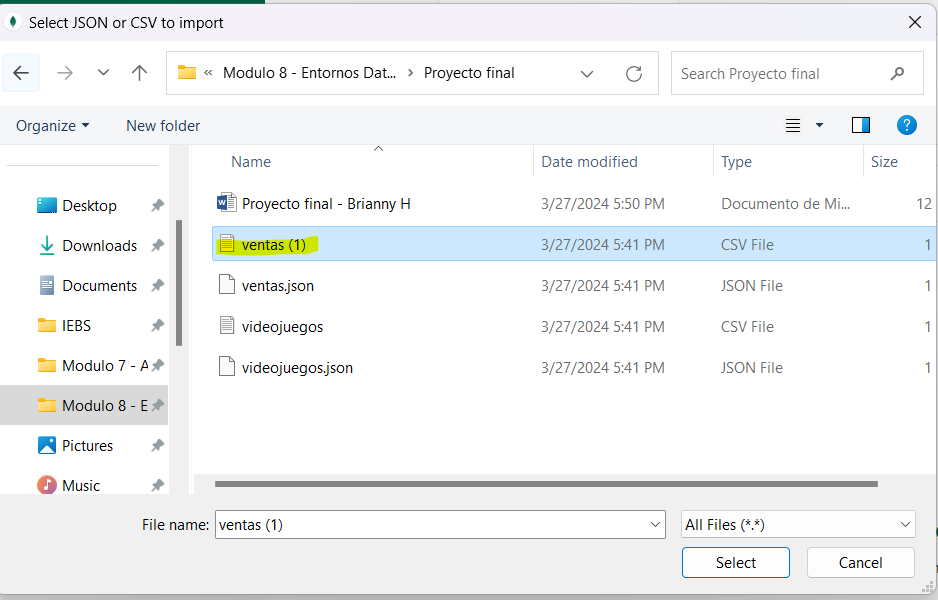 Select JSON or CSV to import
« Modulo 8 - Entornos Dat... > Proyecto final
Search Proyecto final
Organize
New folder
Name
Date modified
Type
Size
Desktop
Downloads
Documents
IEBS
Modulo 7 - A
Modulo 8 - E
Pictures
Music
Proyecto final - Brianny H 3/27/2024 5:50 PM Documento de Mi... 12
ventas (1) 3/27/2024 5:41 PM CSV File 1
ventas.json 3/27/2024 5:41 PM JSON File 1
videojuegos 3/27/2024 5:41 PM CSV File 1
videojuegos.json 3/27/2024 5:41 PM JSON File 1
File name: ventas (1)
All Files (*.*)
Select
Cancel